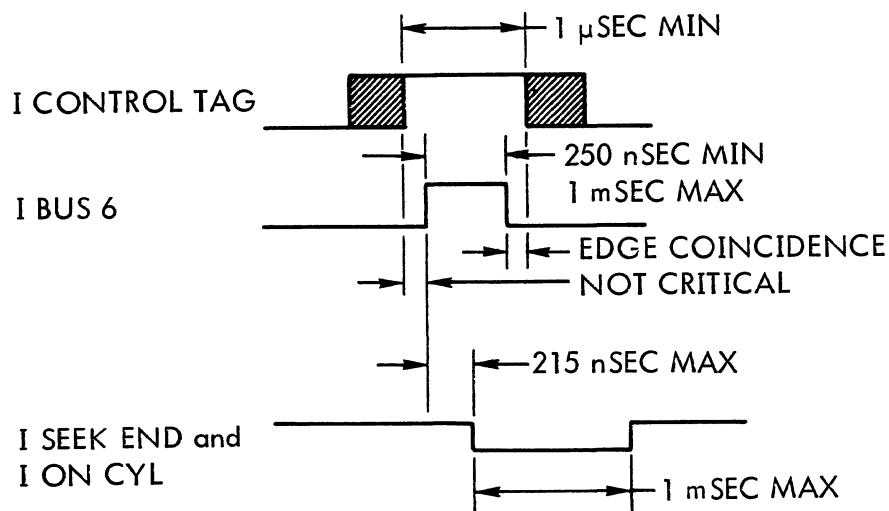 1 μSEC MIN
I CONTROL TAG
250 nSEC MIN
1 mSEC MAX
I BUS 6
EDGE COINCIDENCE
NOT CRITICAL
215 nSEC MAX
I SEEK END and
I ON CYL
1 mSEC MAX